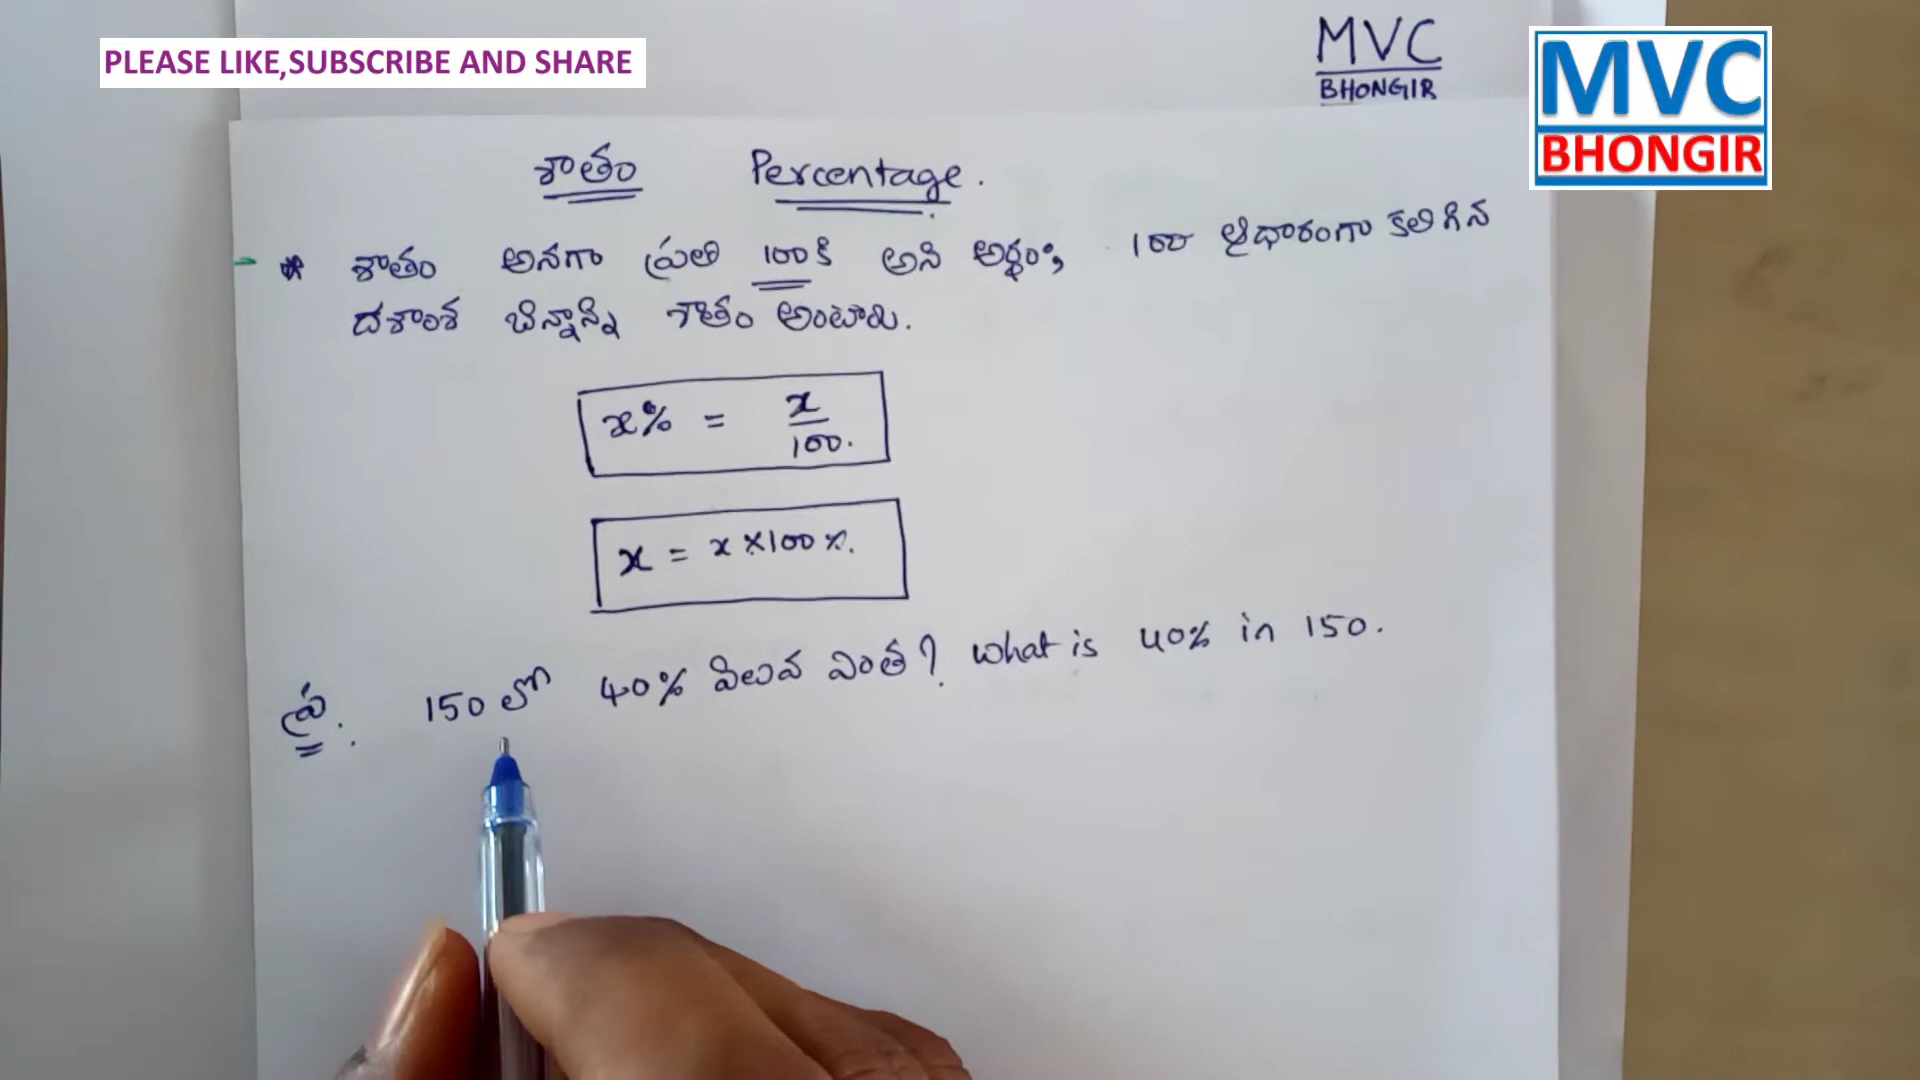 PLEASE LIKE,SUBSCRIBE AND SHARE
MVC
BHONGIR
MVC
BHONGIR
శాతం Percentage.
* శాతం అనగా ప్రతి 100కి అని అర్థం; 100 ఆధారంగా కలిగిన
దశాంశ భిన్నాన్ని శాతం అంటారు.
x% = x/100.
x = x×100%.
ప్ర. 150లో 40% విలువ ఎంత? What is 40% in 150.